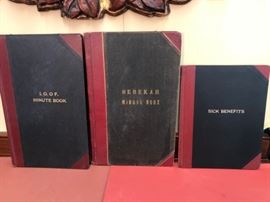 I.O.O.F.
MINUTE BOOK
REBEKAH
MINUTE BOOK
SICK BENEFITS